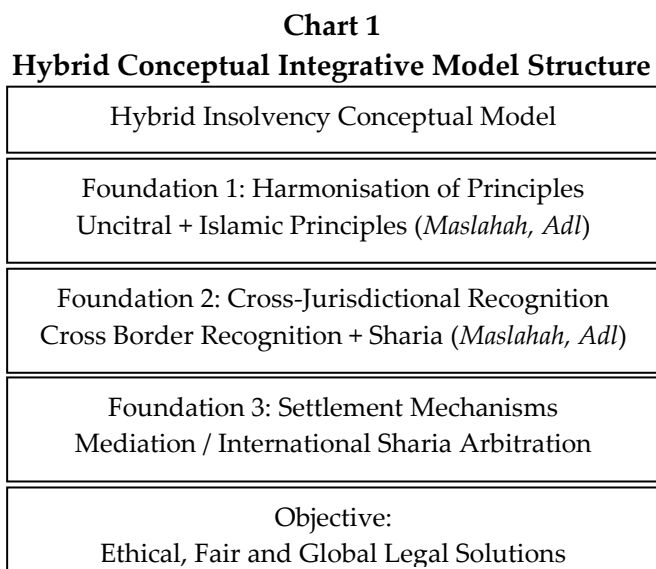 Chart 1
Hybrid Conceptual Integrative Model Structure
Hybrid Insolvency Conceptual Model
Foundation 1: Harmonisation of Principles
Uncitral + Islamic Principles (Maslahah, Adl)
Foundation 2: Cross-Jurisdictional Recognition
Cross Border Recognition + Sharia (Maslahah, Adl)
Foundation 3: Settlement Mechanisms
Mediation / International Sharia Arbitration
Objective:
Ethical, Fair and Global Legal Solutions